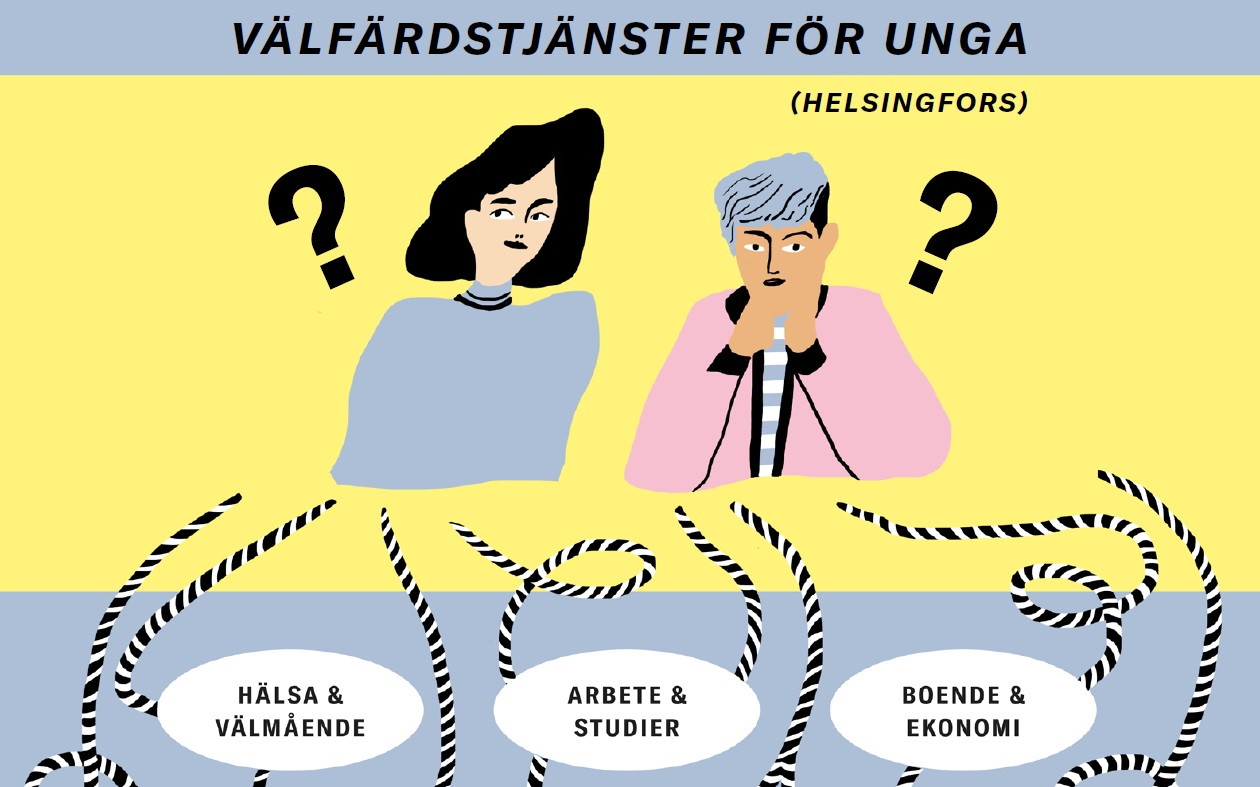 VÄLFÄRDSTJÄNSTER FÖR UNGA
(HELSINGFORS)
? ?
HÄLSA &
VÄLMÅENDE
ARBETE &
STUDIER
BOENDE &
EKONOMI